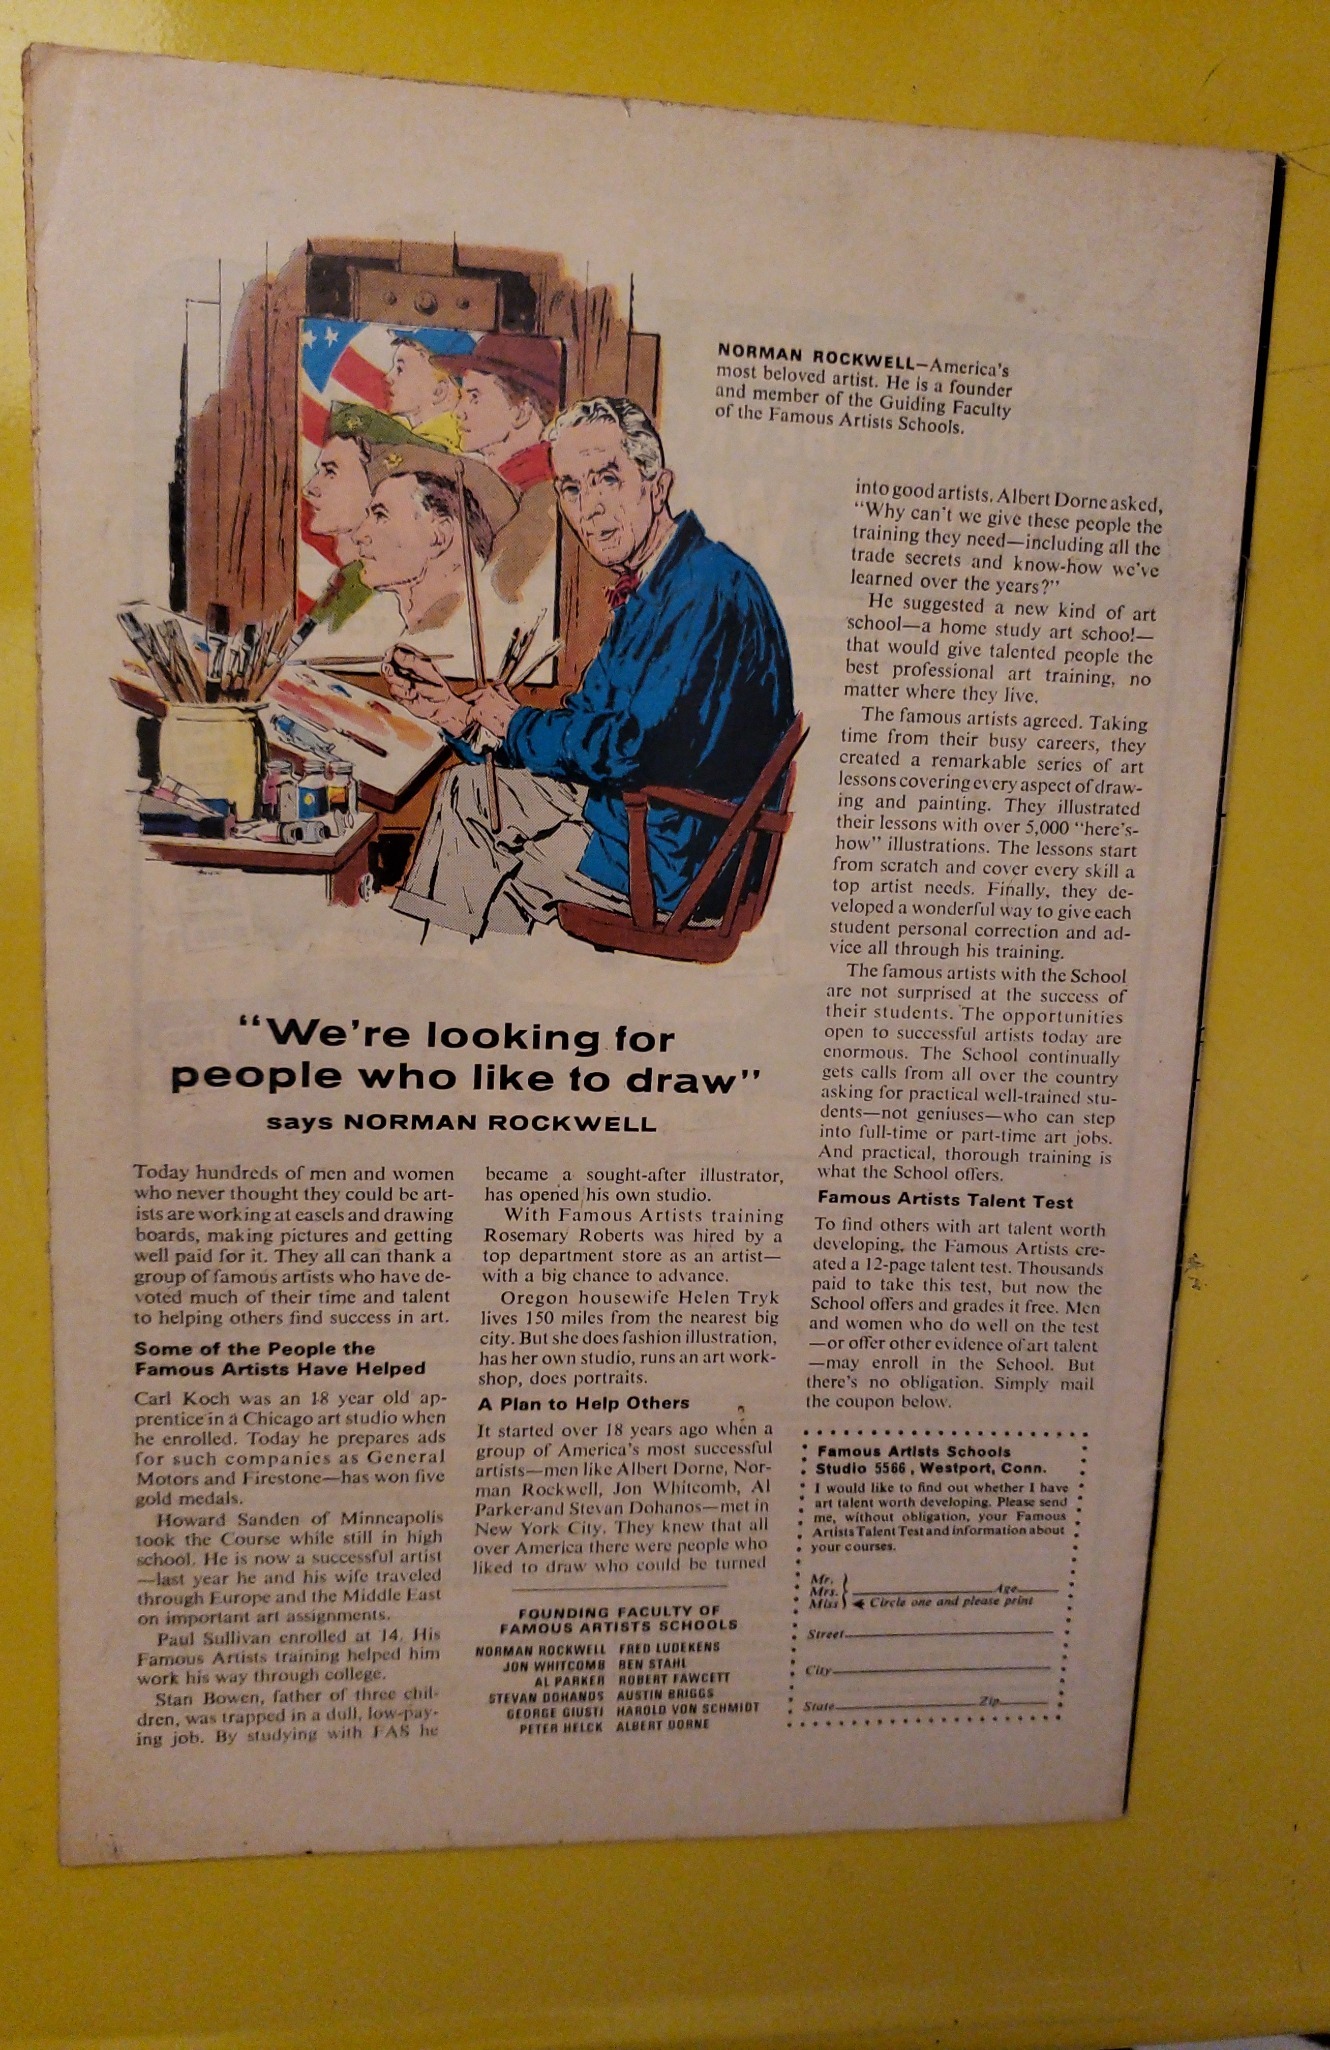 NORMAN ROCKWELL—America's
most beloved artist. He is a founder
and member of the Guiding Faculty
of the Famous Artists Schools.
"We're looking for
people who like to draw"
says NORMAN ROCKWELL
Today hundreds of men and women
who never thought they could be art-
ists are working at easels and drawing
boards, making pictures and getting
well paid for it. They all can thank a
group of famous artists who have de-
voted much of their time and talent
to helping others find success in art.
Some of the People the
Famous Artists Have Helped
Carl Koch was an 18 year old ap-
prentice in a Chicago art studio when
he enrolled. Today he prepares ads
for such companies as General
Motors and Firestone—has won five
gold medals.
Howard Sanden of Minneapolis
took the Course while still in high
school. He is now a successful artist
—last year he and his wife traveled
through Europe and the Middle East
on important art assignments.
Paul Sullivan enrolled at 14. His
Famous Artists training helped him
work his way through college.
Stan Bowen, father of three chil-
dren, was trapped in a dull, low-pay-
ing job. By studying with FAS he
became a sought-after illustrator,
has opened his own studio.
With Famous Artists training
Rosemary Roberts was hired by a
top department store as an artist—
with a big chance to advance.
Oregon housewife Helen Tryk
lives 150 miles from the nearest big
city. But she does fashion illustration,
has her own studio, runs an art work-
shop, does portraits.
A Plan to Help Others
It started over 18 years ago when a
group of America's most successful
artists—men like Albert Dorne, Nor-
man Rockwell, Jon Whitcomb, Al
Parker and Stevan Dohanos—met in
New York City. They knew that all
over America there were people who
liked to draw who could be turned
FOUNDING FACULTY OF
FAMOUS ARTISTS SCHOOLS
NORMAN ROCKWELL FRED LUDEKENS
JON WHITCOMB BEN STAHL
AL PARKER ROBERT FAWCETT
STEVAN DOHANOS AUSTIN BRIGGS
GEORGE GIUSTI HAROLD VON SCHMIDT
PETER HELCK ALBERT DORNE
into good artists. Albert Dorne asked,
"Why can't we give these people the
training they need—including all the
trade secrets and know-how we've
learned over the years?"
He suggested a new kind of art
school—a home study art school—
that would give talented people the
best professional art training, no
matter where they live.
The famous artists agreed. Taking
time from their busy careers, they
created a remarkable series of art
lessons covering every aspect of draw-
ing and painting. They illustrated
their lessons with over 5,000 "here's-
how" illustrations. The lessons start
from scratch and cover every skill a
top artist needs. Finally, they de-
veloped a wonderful way to give each
student personal correction and ad-
vice all through his training.
The famous artists with the School
are not surprised at the success of
their students. The opportunities
open to successful artists today are
enormous. The School continually
gets calls from all over the country
asking for practical well-trained stu-
dents—not geniuses—who can step
into full-time or part-time art jobs.
And practical, thorough training is
what the School offers.
Famous Artists Talent Test
To find others with art talent worth
developing, the Famous Artists cre-
ated a 12-page talent test. Thousands
paid to take this test, but now the
School offers and grades it free. Men
and women who do well on the test
—or offer other evidence of art talent
—may enroll in the School. But
there's no obligation. Simply mail
the coupon below.
Famous Artists Schools
Studio 5566, Westport, Conn.
I would like to find out whether I have
art talent worth developing. Please send
me, without obligation, your Famous
Artists Talent Test and information about
your courses.
Mr.
Mrs. Age
Miss Circle one and please print
Street
City
State Zip